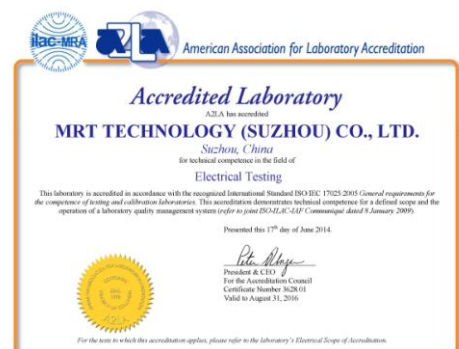 ilac-MRA
A2LA
American Association for Laboratory Accreditation
Accredited Laboratory
A2LA has accredited
MRT TECHNOLOGY (SUZHOU) CO., LTD.
Suzhou, China
for technical competence in the field of
Electrical Testing
This laboratory is accredited in accordance with the recognized International Standard ISO/IEC 17025:2005 General requirements for
the competence of testing and calibration laboratories. This accreditation demonstrates technical competence for a defined scope and the
operation of a laboratory quality management system (refer to joint ISO-ILAC-IAF Communiqué dated 8 January 2009).
Presented this 17th day of June 2014.
President & CEO
For the Accreditation Council
Certificate Number 3628.01
Valid to August 31, 2016
A2LA
For the tests to which this accreditation applies, please refer to the laboratory's Electrical Scope of Accreditation.